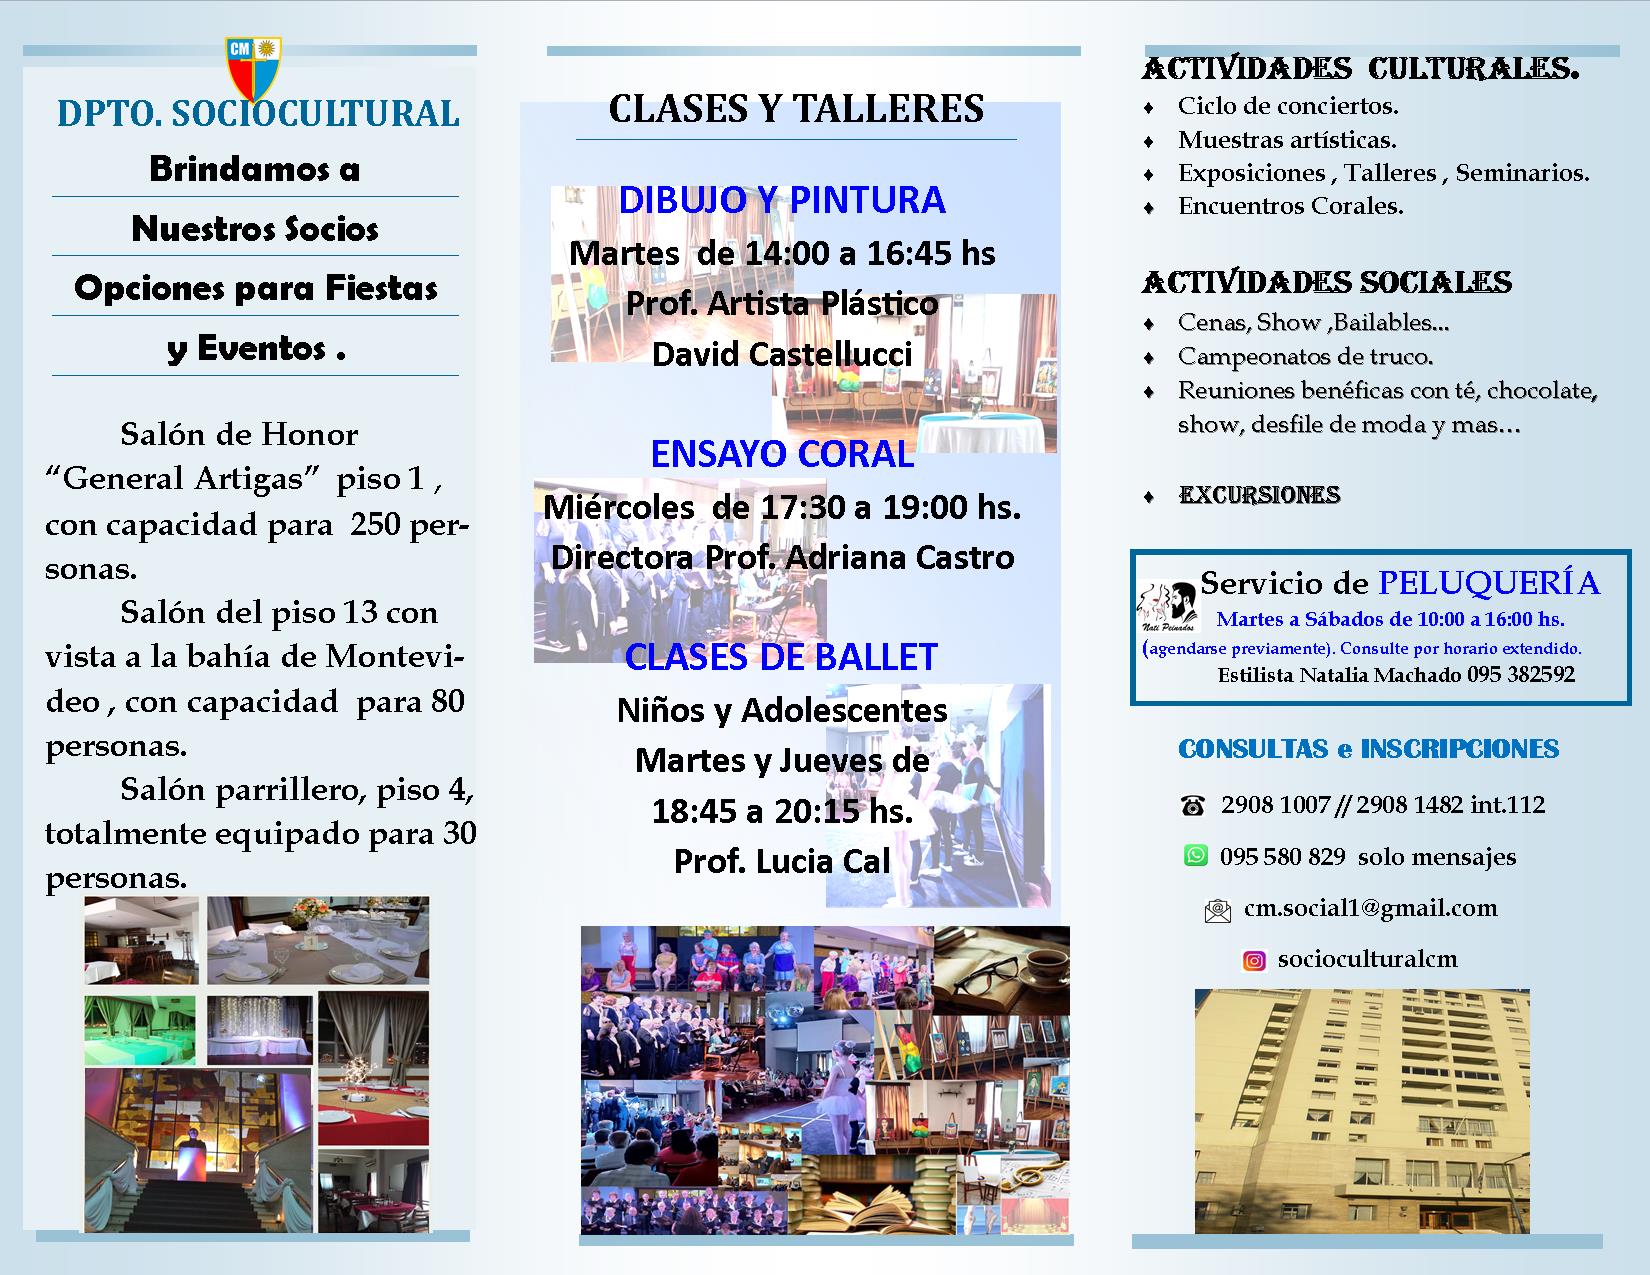 CM
DPTO. SOCIOCULTURAL
Brindamos a
Nuestros Socios
Opciones para Fiestas
y Eventos .
Salón de Honor
“General Artigas”  piso 1 ,
con capacidad para  250 per-
sonas.
Salón del piso 13 con
vista a la bahía de Montevi-
deo , con capacidad  para 80
personas.
Salón parrillero, piso 4,
totalmente equipado para 30
personas.
CLASES Y TALLERES
DIBUJO Y PINTURA
Martes  de 14:00 a 16:45 hs
Prof. Artista Plástico
David Castellucci
ENSAYO CORAL
Miércoles  de 17:30 a 19:00 hs.
Directora Prof. Adriana Castro
CLASES DE BALLET
Niños y Adolescentes
Martes y Jueves de
18:45 a 20:15 hs.
Prof. Lucia Cal
ACTIVIDADES  CULTURALES.
♦ Ciclo de conciertos.
♦ Muestras artísticas.
♦ Exposiciones , Talleres , Seminarios.
♦ Encuentros Corales.
ACTIVIDADES SOCIALES
♦ Cenas, Show ,Bailables...
♦ Campeonatos de truco.
♦ Reuniones benéficas con té, chocolate,
show, desfile de moda y mas…
♦ EXCURSIONES
Servicio de PELUQUERÍA
Nati Peinados
Martes a Sábados de 10:00 a 16:00 hs.
(agendarse previamente). Consulte por horario extendido.
Estilista Natalia Machado 095 382592
CONSULTAS e INSCRIPCIONES
2908 1007 // 2908 1482 int.112
095 580 829  solo mensajes
cm.social1@gmail.com
socioculturalcm